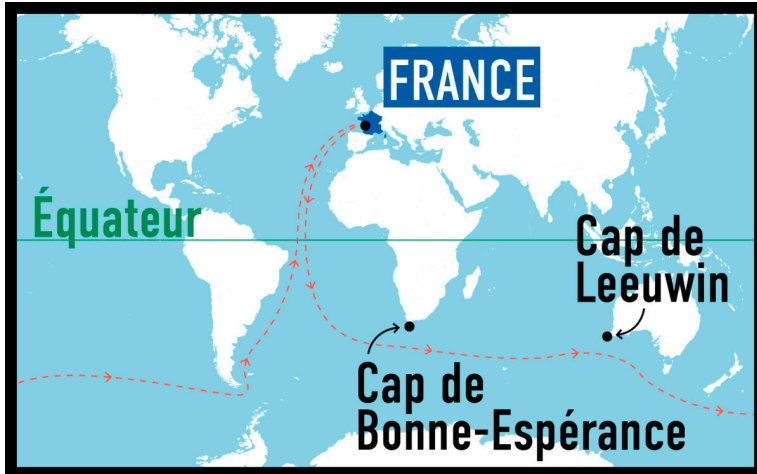 FRANCE
Équateur
Cap de
Leeuwin
Cap de
Bonne-Espérance